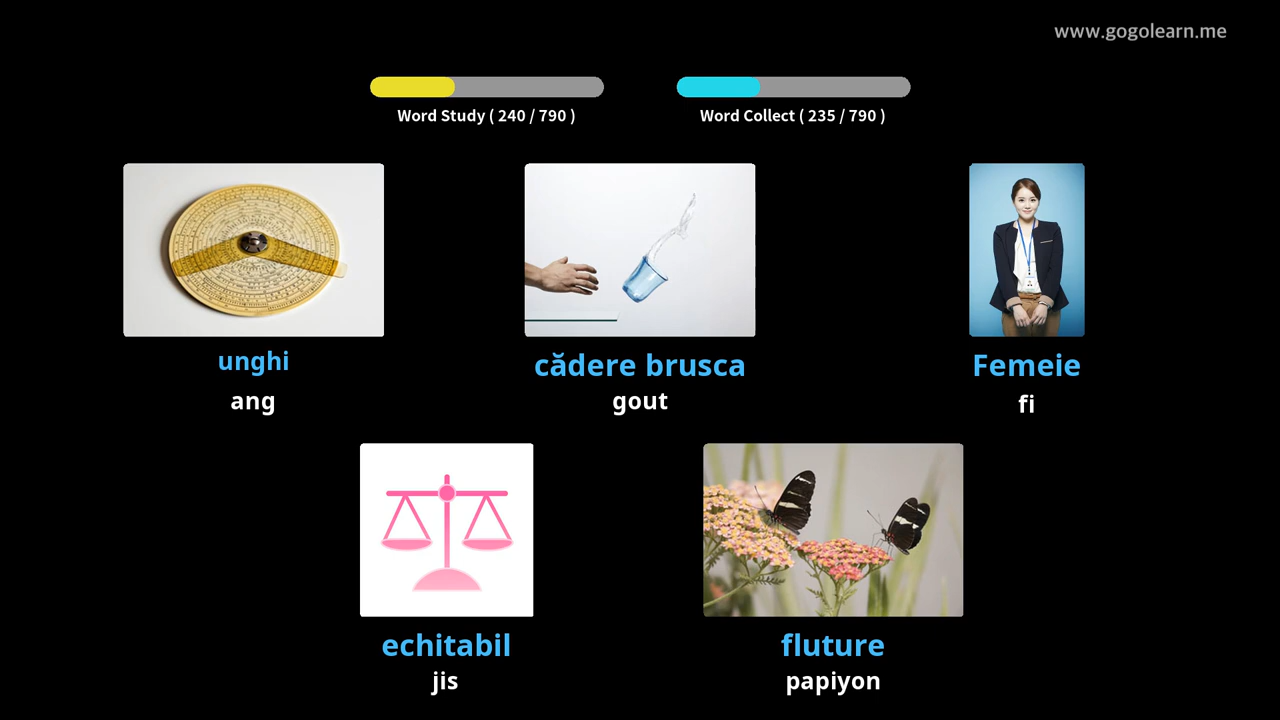 www.gogolearn.me
Word Study ( 240 / 790 )
Word Collect ( 235 / 790 )
unghi
ang
cădere brusca
gout
Femeie
fi
echitabil
jis
fluture
papiyon